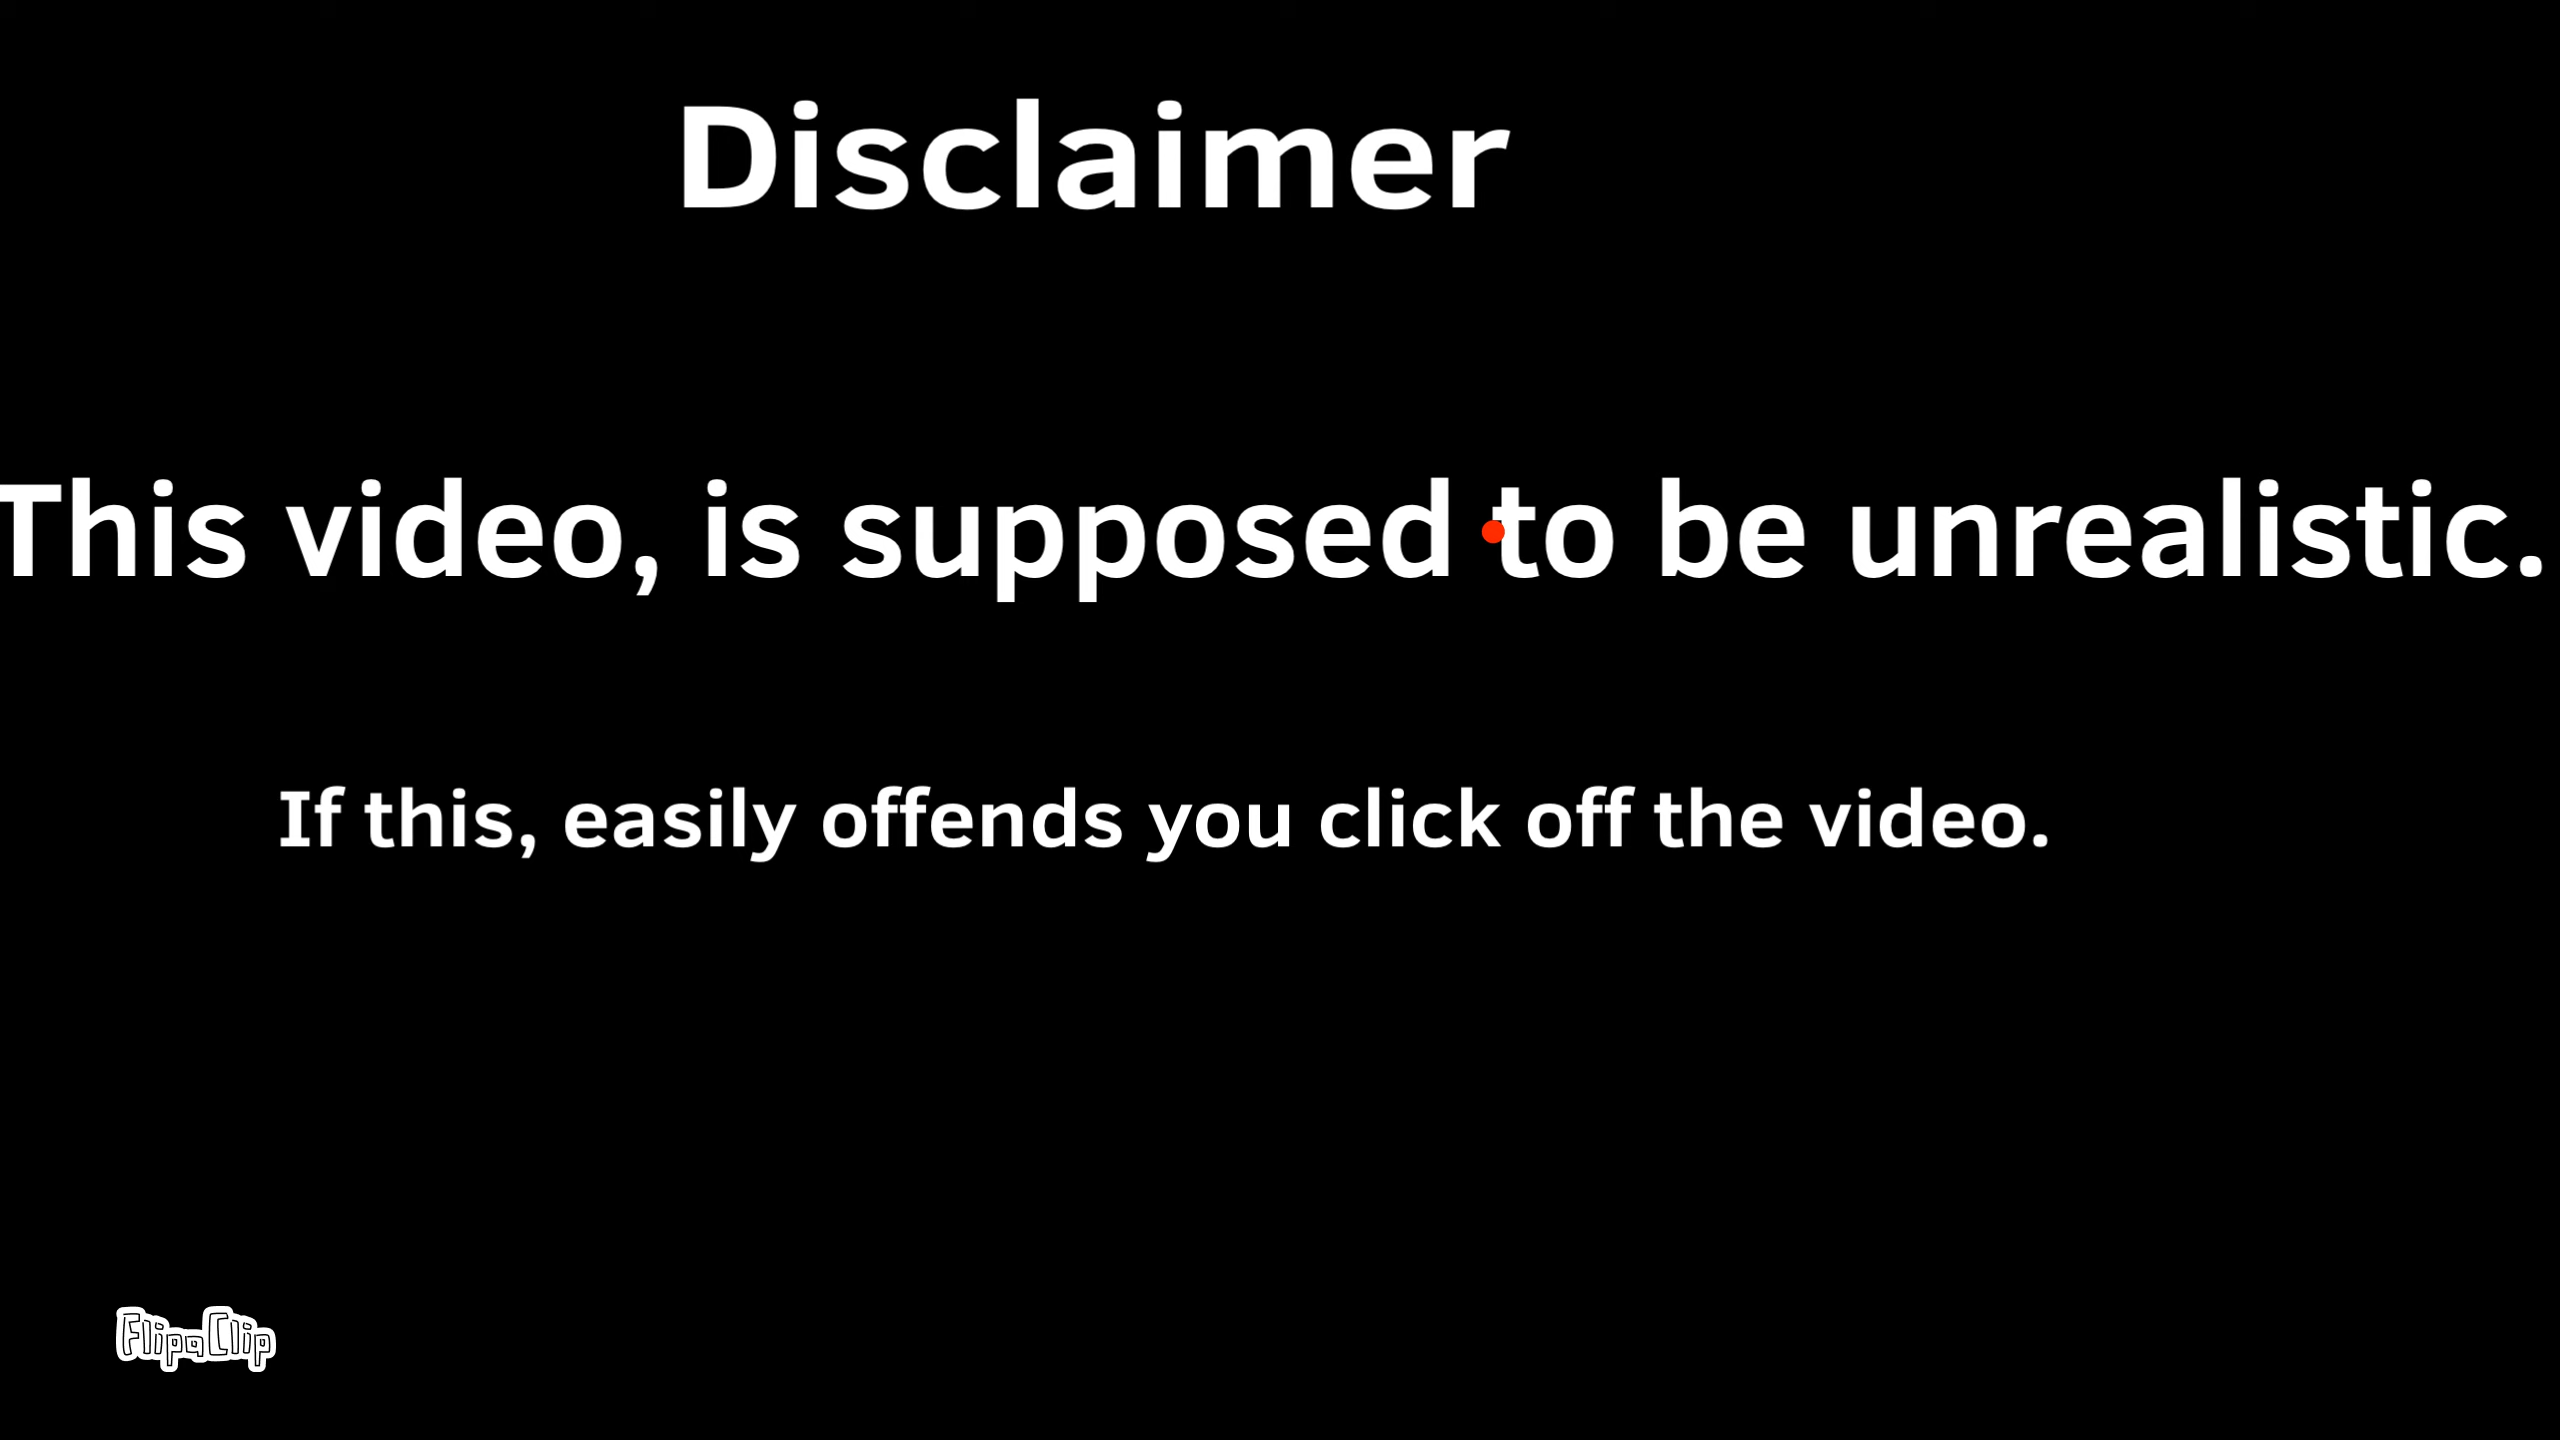 Disclaimer
This video, is supposed to be unrealistic.
If this, easily offends you click off the video.
FlipaClip